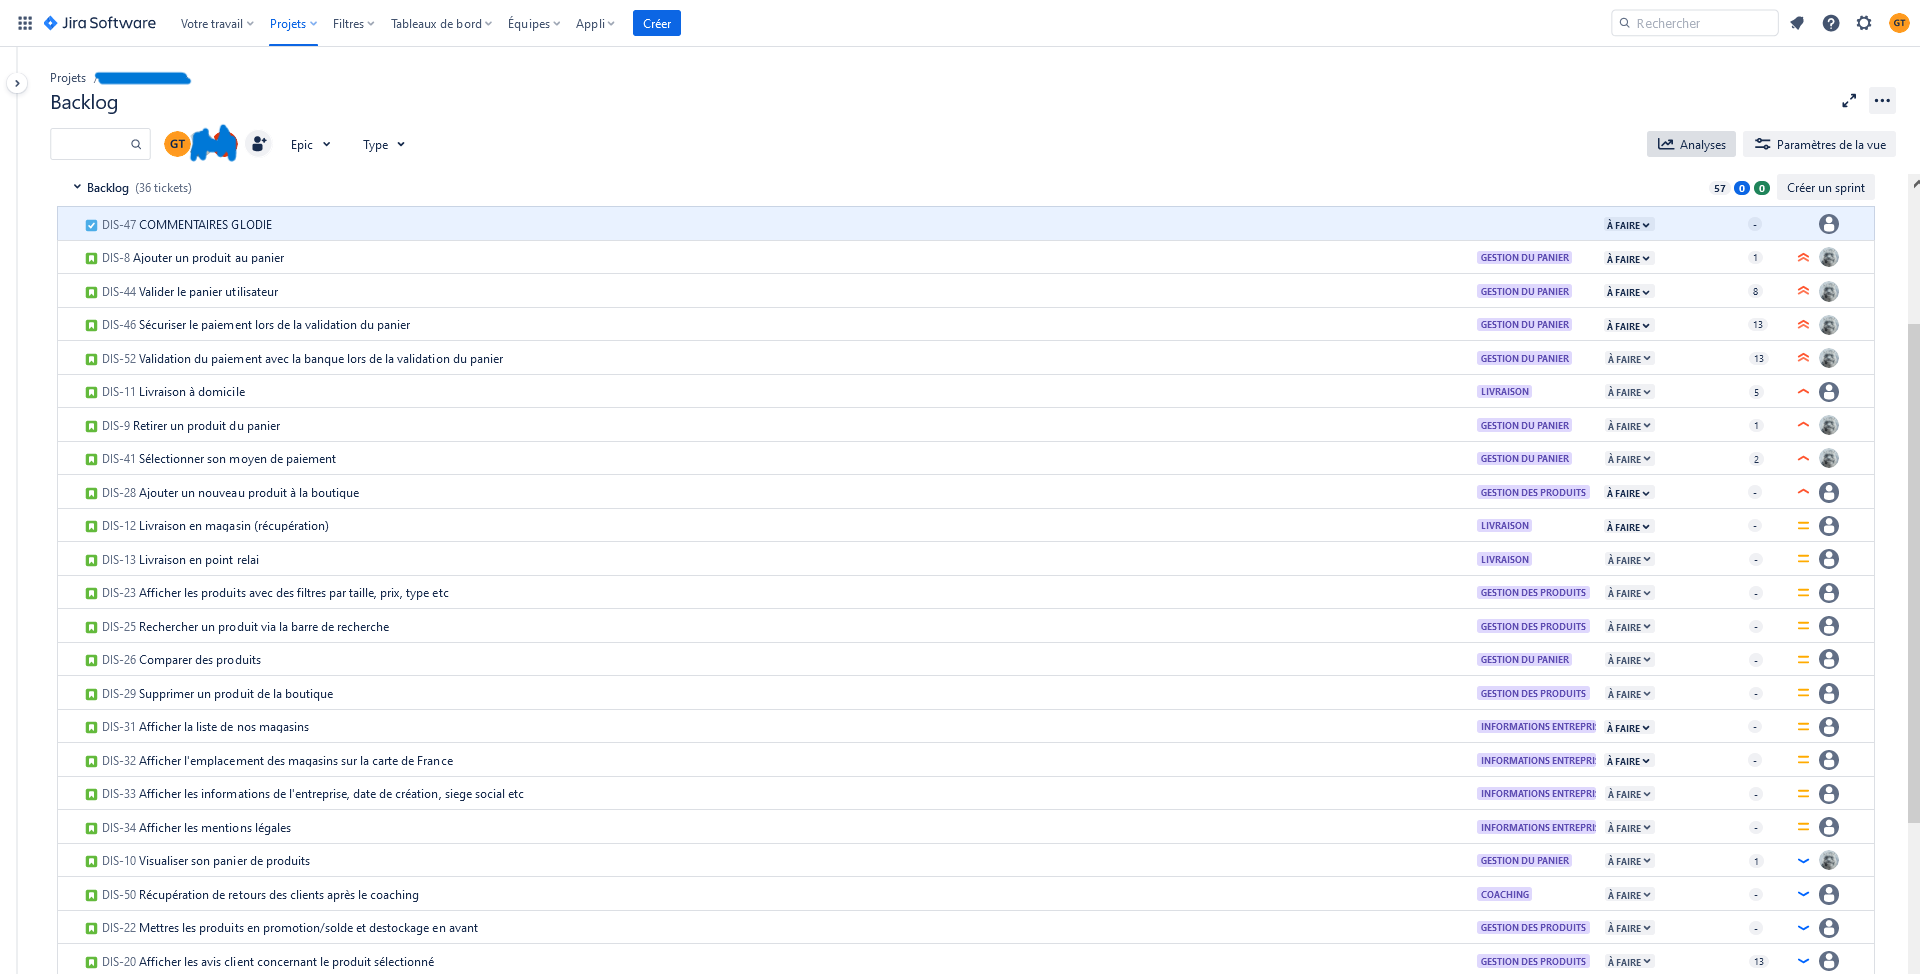 Jira Software Votre travail Projets Filtres Tableaux de bord Équipes Appli Créer Rechercher GT
Projets /
Backlog
GT Epic Type Analyses Paramètres de la vue
Backlog (36 tickets) 57 0 0 Créer un sprint
DIS-47 COMMENTAIRES GLODIE À FAIRE -
DIS-8 Ajouter un produit au panier GESTION DU PANIER À FAIRE 1
DIS-44 Valider le panier utilisateur GESTION DU PANIER À FAIRE 8
DIS-46 Sécuriser le paiement lors de la validation du panier GESTION DU PANIER À FAIRE 13
DIS-52 Validation du paiement avec la banque lors de la validation du panier GESTION DU PANIER À FAIRE 13
DIS-11 Livraison à domicile LIVRAISON À FAIRE 5
DIS-9 Retirer un produit du panier GESTION DU PANIER À FAIRE 1
DIS-41 Sélectionner son moyen de paiement GESTION DU PANIER À FAIRE 2
DIS-28 Ajouter un nouveau produit à la boutique GESTION DES PRODUITS À FAIRE -
DIS-12 Livraison en magasin (récupération) LIVRAISON À FAIRE -
DIS-13 Livraison en point relai LIVRAISON À FAIRE -
DIS-23 Afficher les produits avec des filtres par taille, prix, type etc GESTION DES PRODUITS À FAIRE -
DIS-25 Rechercher un produit via la barre de recherche GESTION DES PRODUITS À FAIRE -
DIS-26 Comparer des produits GESTION DU PANIER À FAIRE -
DIS-29 Supprimer un produit de la boutique GESTION DES PRODUITS À FAIRE -
DIS-31 Afficher la liste de nos magasins INFORMATIONS ENTREPRIS À FAIRE -
DIS-32 Afficher l'emplacement des magasins sur la carte de France INFORMATIONS ENTREPRIS À FAIRE -
DIS-33 Afficher les informations de l'entreprise, date de création, siege social etc INFORMATIONS ENTREPRIS À FAIRE -
DIS-34 Afficher les mentions légales INFORMATIONS ENTREPRIS À FAIRE -
DIS-10 Visualiser son panier de produits GESTION DU PANIER À FAIRE 1
DIS-50 Récupération de retours des clients après le coaching COACHING À FAIRE -
DIS-22 Mettres les produits en promotion/solde et destockage en avant GESTION DES PRODUITS À FAIRE -
DIS-20 Afficher les avis client concernant le produit sélectionné GESTION DES PRODUITS À FAIRE 13